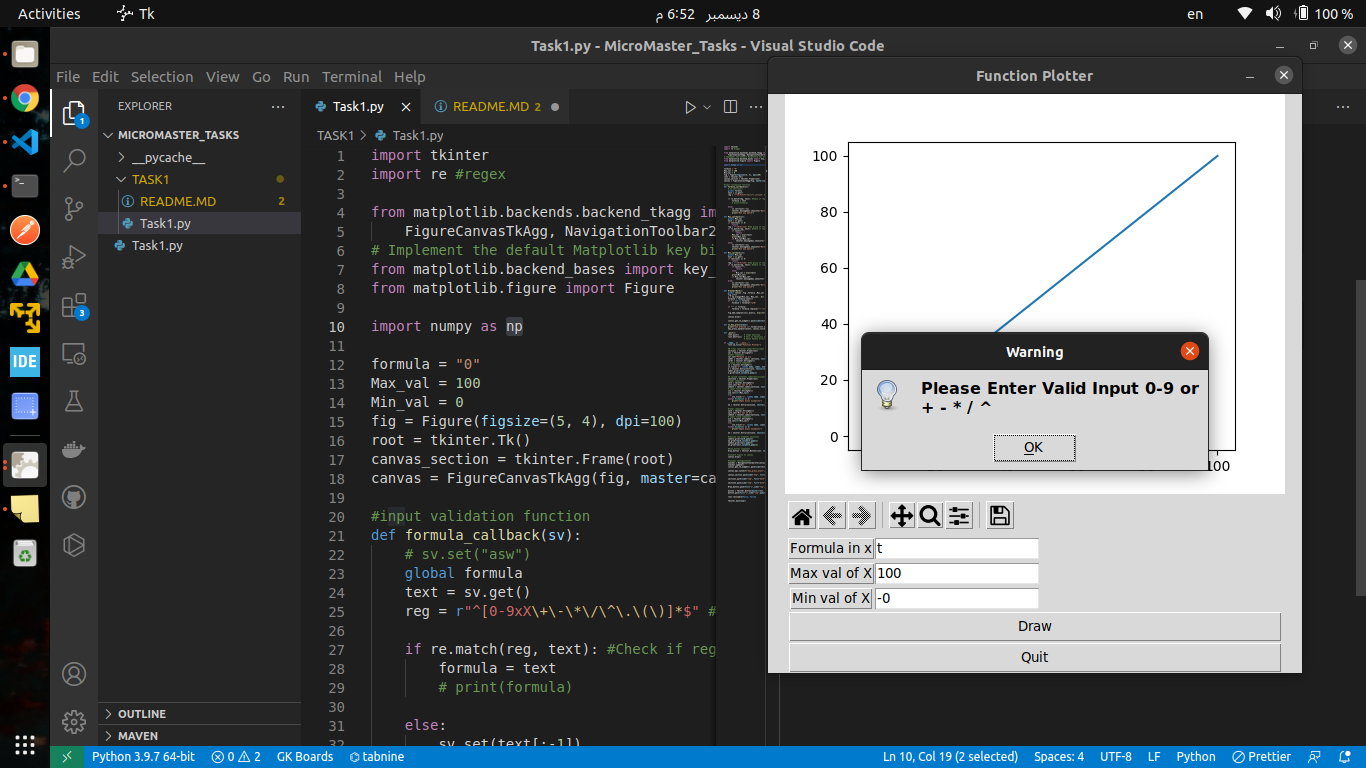 Activities
Tk
8 ديسمبر 6:52 م
en
100 %
Task1.py - MicroMaster_Tasks - Visual Studio Code
File Edit Selection View Go Run Terminal Help
EXPLORER
MICROMASTER_TASKS
__pycache__
TASK1
README.MD 2
Task1.py
Task1.py
OUTLINE
MAVEN
1
3
IDE
Task1.py
README.MD 2
TASK1 > Task1.py
1 import tkinter
2 import re #regex
3
4 from matplotlib.backends.backend_tkagg im
5 FigureCanvasTkAgg, NavigationToolbar2
6 # Implement the default Matplotlib key bi
7 from matplotlib.backend_bases import key_
8 from matplotlib.figure import Figure
9
10 import numpy as np
11
12 formula = "0"
13 Max_val = 100
14 Min_val = 0
15 fig = Figure(figsize=(5, 4), dpi=100)
16 root = tkinter.Tk()
17 canvas_section = tkinter.Frame(root)
18 canvas = FigureCanvasTkAgg(fig, master=ca
19
20 #input validation function
21 def formula_callback(sv):
22 # sv.set("asw")
23 global formula
24 text = sv.get()
25 reg = r"^[0-9xX\+\-\*\/\^\.\(\)]*$" #
26
27 if re.match(reg, text): #Check if reg
28 formula = text
29 # print(formula)
30
31 else:
32 sv.set(text[:-1])
Function Plotter
100
80
60
40
20
0
100
Warning
Please Enter Valid Input 0-9 or
+ - * / ^
OK
Formula in x t
Max val of X 100
Min val of X -0
Draw
Quit
Python 3.9.7 64-bit
0 2
GK Boards
tabnine
Ln 10, Col 19 (2 selected)
Spaces: 4
UTF-8
LF
Python
Prettier